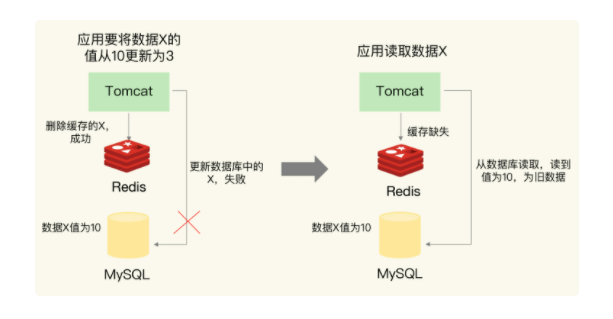 应用要将数据X的
值从10更新为3
Tomcat
删除缓存的X,
成功
Redis
更新数据库中的
X，失败
数据X值为10
MySQL
应用读取数据X
Tomcat
缓存缺失
Redis
从数据库读取，读到
值为10，为旧数据
数据X值为10
MySQL